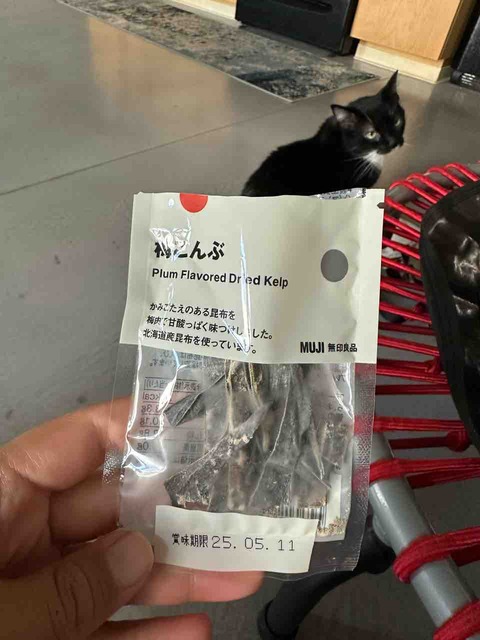 梅こんぶ
Plum Flavored Dried Kelp
かみごたえのある昆布を
梅肉で甘酸っぱく味つけしました。
北海道産昆布を使っています。
MUJI 無印良品
賞味期限 25.05.11